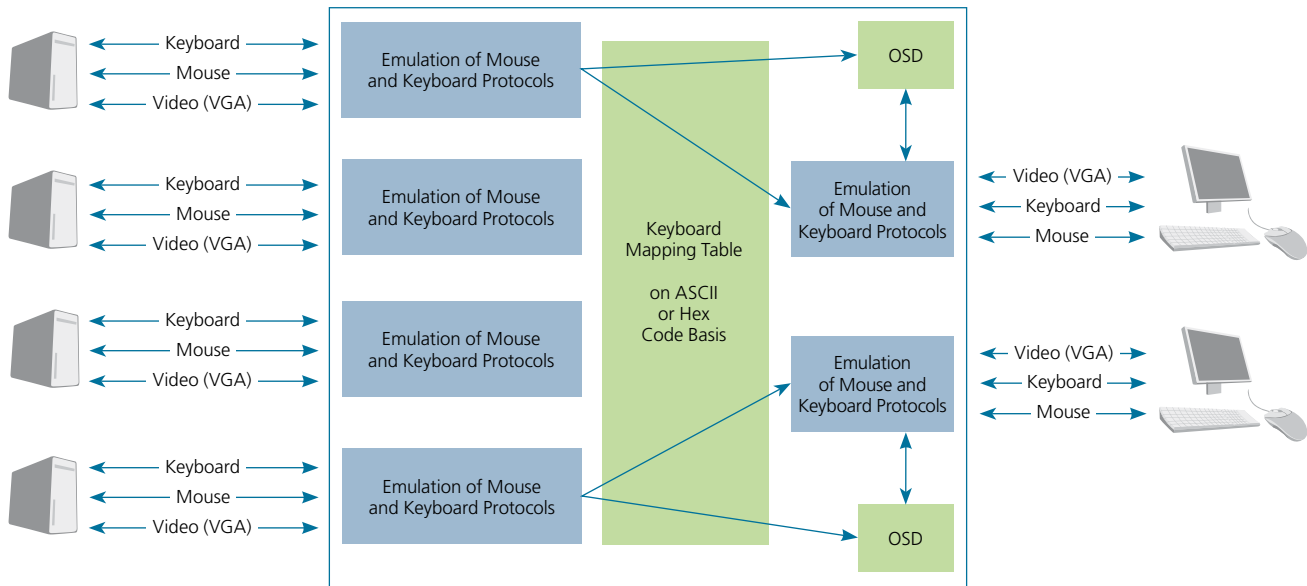 Keyboard
Mouse
Video (VGA)
Keyboard
Mouse
Video (VGA)
Keyboard
Mouse
Video (VGA)
Keyboard
Mouse
Video (VGA)
Emulation of Mouse
and Keyboard Protocols
Emulation of Mouse
and Keyboard Protocols
Emulation of Mouse
and Keyboard Protocols
Emulation of Mouse
and Keyboard Protocols
Keyboard
Mapping Table
on ASCII
or Hex
Code Basis
OSD
Emulation
of Mouse and
Keyboard Protocols
Emulation
of Mouse and
Keyboard Protocols
OSD
Video (VGA)
Keyboard
Mouse
Video (VGA)
Keyboard
Mouse